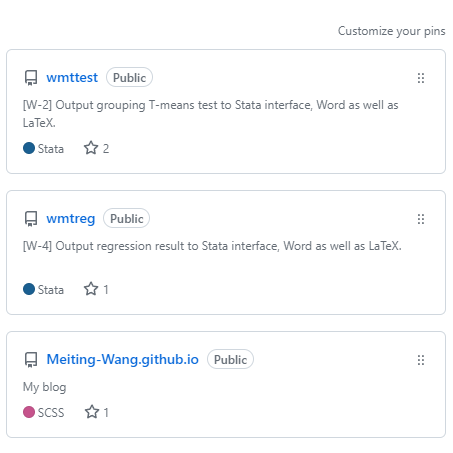 Customize your pins
wmttest Public
[W-2] Output grouping T-means test to Stata interface, Word as well as
LaTeX.
Stata 2
wmtreg Public
[W-4] Output regression result to Stata interface, Word as well as LaTeX.
Stata 1
Meiting-Wang.github.io Public
My blog
SCSS 1